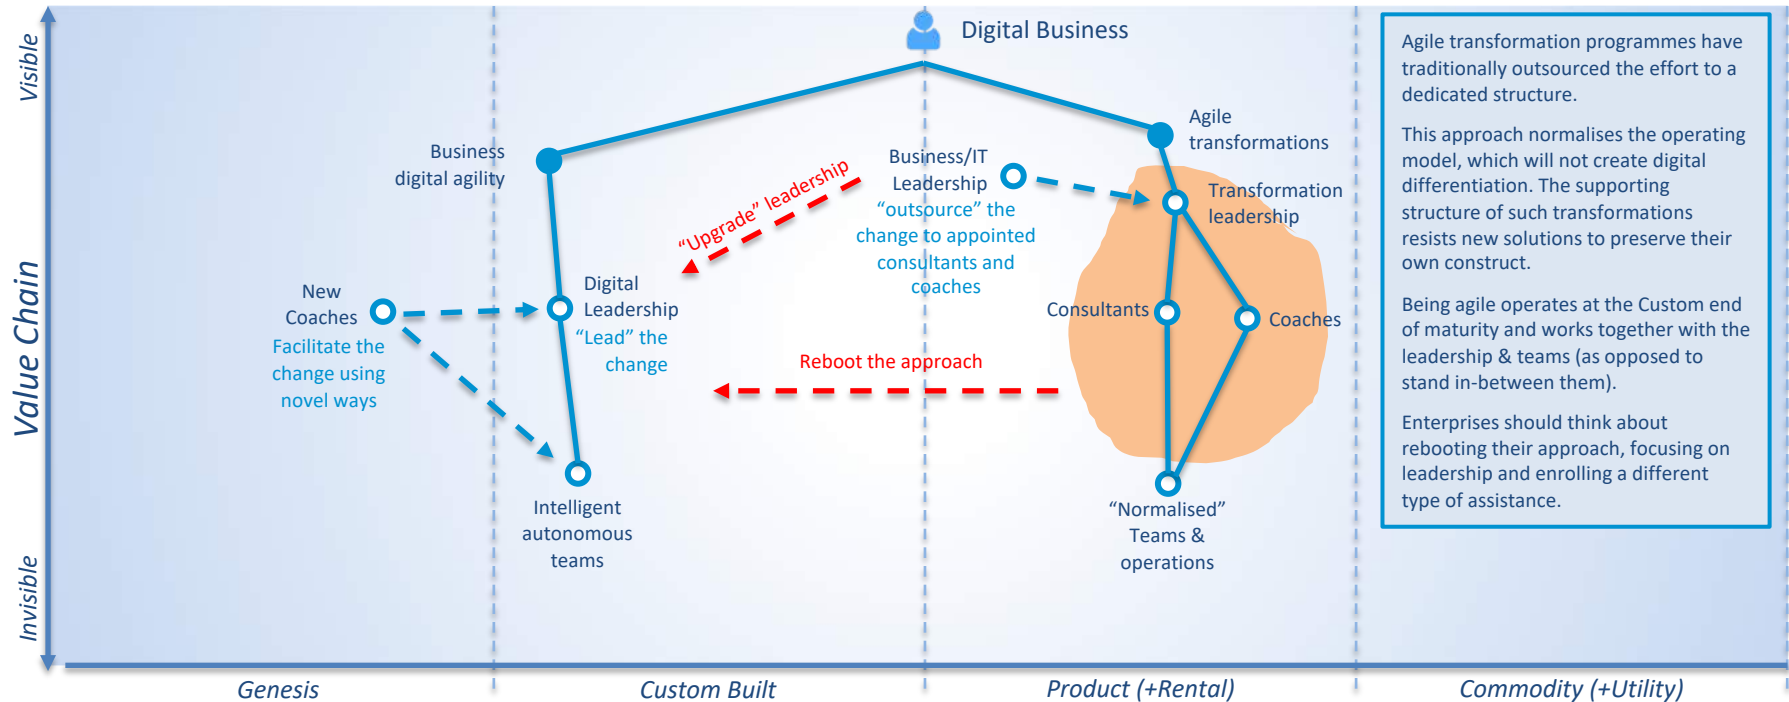 Visible
Value Chain
Invisible
Digital Business
Business
digital agility
Agile
transformations
“Upgrade” leadership
Business/IT
Leadership
“outsource” the
change to appointed
consultants and
coaches
Transformation
leadership
New
Coaches
Facilitate the
change using
novel ways
Digital
Leadership
“Lead” the
change
Consultants
Coaches
Reboot the approach
Intelligent
autonomous
teams
“Normalised”
Teams &
operations
Agile transformation programmes have
traditionally outsourced the effort to a
dedicated structure.
This approach normalises the operating
model, which will not create digital
differentiation. The supporting
structure of such transformations
resists new solutions to preserve their
own construct.
Being agile operates at the Custom end
of maturity and works together with the
leadership & teams (as opposed to
stand in-between them).
Enterprises should think about
rebooting their approach, focusing on
leadership and enrolling a different
type of assistance.
Genesis
Custom Built
Product (+Rental)
Commodity (+Utility)